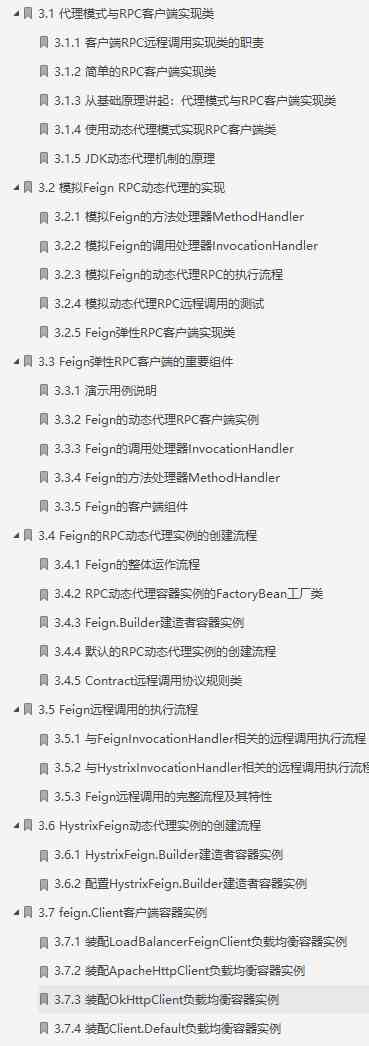 3.1 代理模式与RPC客户端实现类
3.1.1 客户端RPC远程调用实现类的职责
3.1.2 简单的RPC客户端实现类
3.1.3 从基础原理讲起：代理模式与RPC客户端实现类
3.1.4 使用动态代理模式实现RPC客户端类
3.1.5 JDK动态代理机制的原理
3.2 模拟Feign RPC动态代理的实现
3.2.1 模拟Feign的方法处理器MethodHandler
3.2.2 模拟Feign的调用处理器InvocationHandler
3.2.3 模拟Feign的动态代理RPC的执行流程
3.2.4 模拟动态代理RPC远程调用的测试
3.2.5 Feign弹性RPC客户端实现类
3.3 Feign弹性RPC客户端的重要组件
3.3.1 演示用例说明
3.3.2 Feign的动态代理RPC客户端实例
3.3.3 Feign的调用处理器InvocationHandler
3.3.4 Feign的方法处理器MethodHandler
3.3.5 Feign的客户端组件
3.4 Feign的RPC动态代理实例的创建流程
3.4.1 Feign的整体运作流程
3.4.2 RPC动态代理容器实例的FactoryBean工厂类
3.4.3 Feign.Builder建造者容器实例
3.4.4 默认的RPC动态代理实例的创建流程
3.4.5 Contract远程调用协议规则类
3.5 Feign远程调用的执行流程
3.5.1 与FeignInvocationHandler相关的远程调用执行流程
3.5.2 与HystrixInvocationHandler相关的远程调用执行流程
3.5.3 Feign远程调用的完整流程及其特性
3.6 HystrixFeign动态代理实例的创建流程
3.6.1 HystrixFeign.Builder建造者容器实例
3.6.2 配置HystrixFeign.Builder建造者容器实例
3.7 feign.Client客户端容器实例
3.7.1 装配LoadBalancerFeignClient负载均衡容器实例
3.7.2 装配ApacheHttpClient负载均衡容器实例
3.7.3 装配OkHttpClient负载均衡容器实例
3.7.4 装配Client.Default负载均衡容器实例